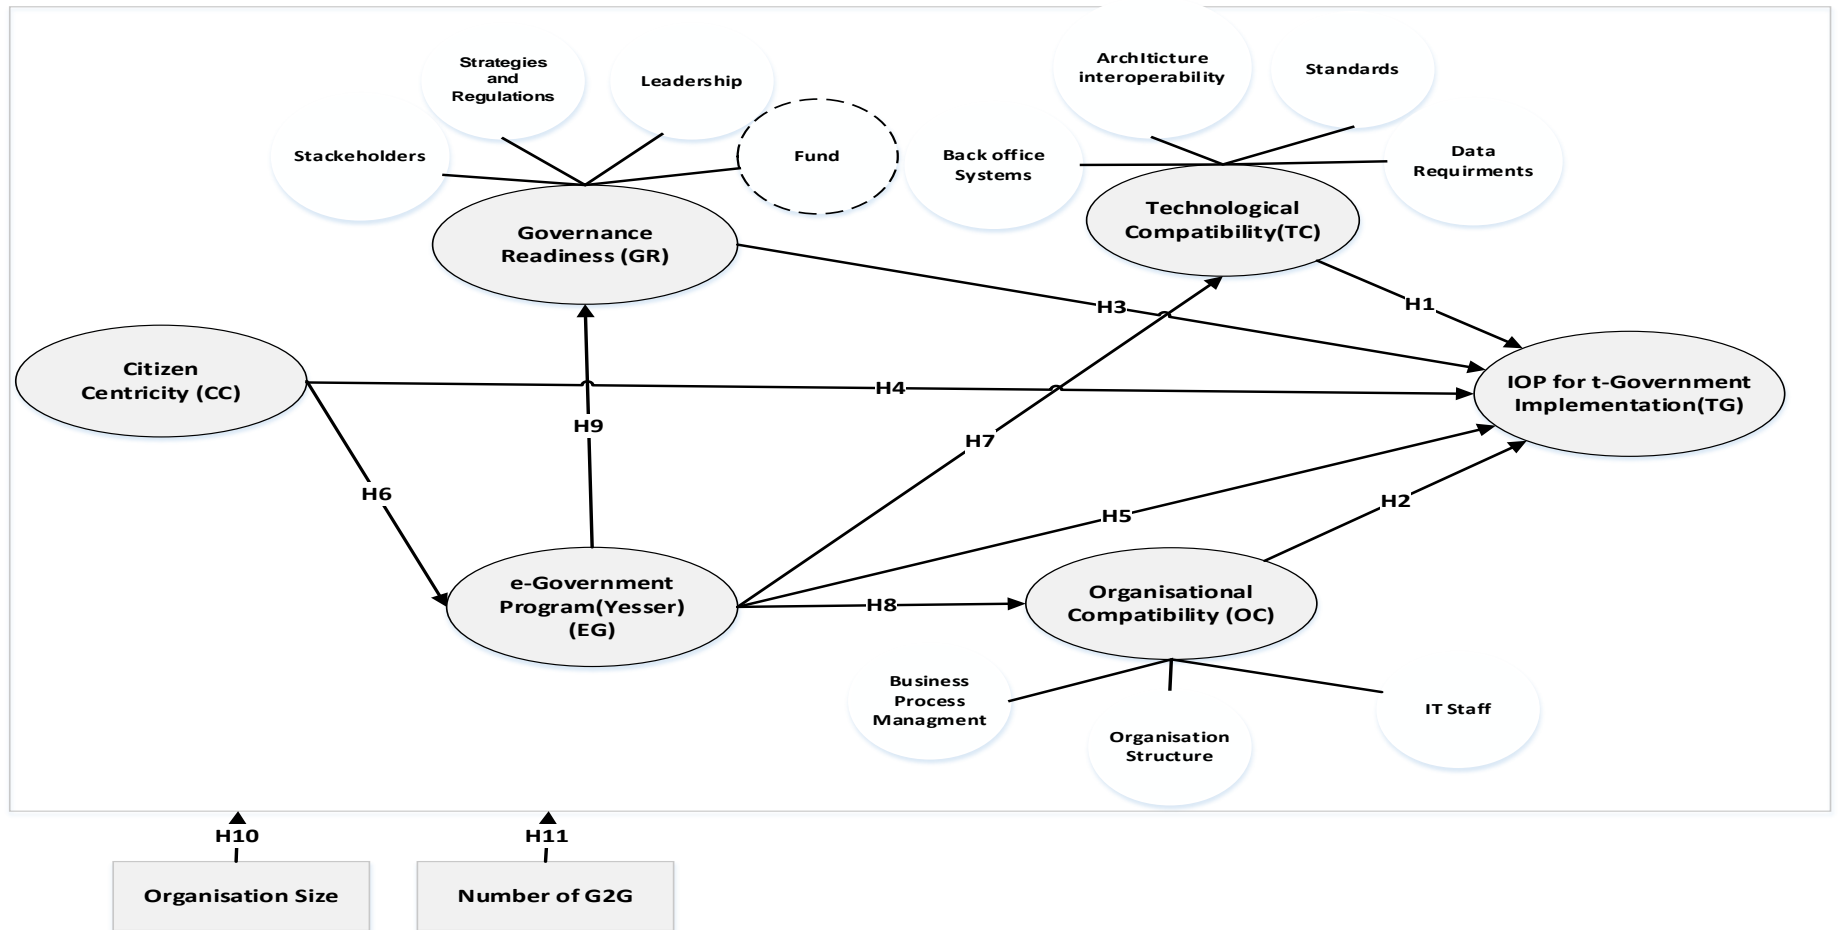 Strategies
and
Regulations
Leadership
Stackeholders
Fund
ArchIticture
interoperability
Standards
Back office
Systems
Data
Requirments
Governance
Readiness (GR)
Technological
Compatibility(TC)
H3
H1
Citizen
Centricity (CC)
H4
IOP for t-Government
Implementation(TG)
H9
H7
H6
H5
H2
e-Government
Program(Yesser)
(EG)
H8
Organisational
Compatibility (OC)
Business
Process
Managment
Organisation
Structure
IT Staff
H10
H11
Organisation Size
Number of G2G